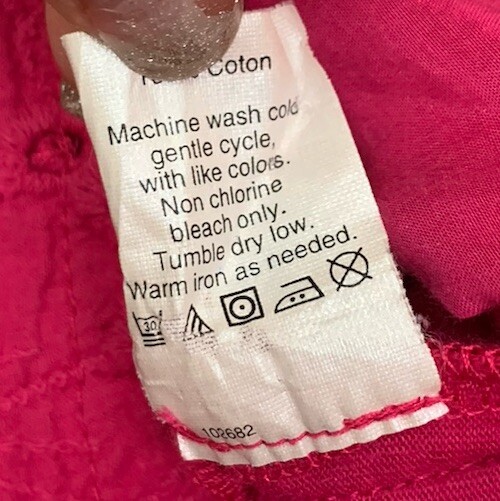 Coton
Machine wash cold
gentle cycle,
with like colors.
Non chlorine
bleach only.
Tumble dry low.
Warm iron as needed.
30
102682